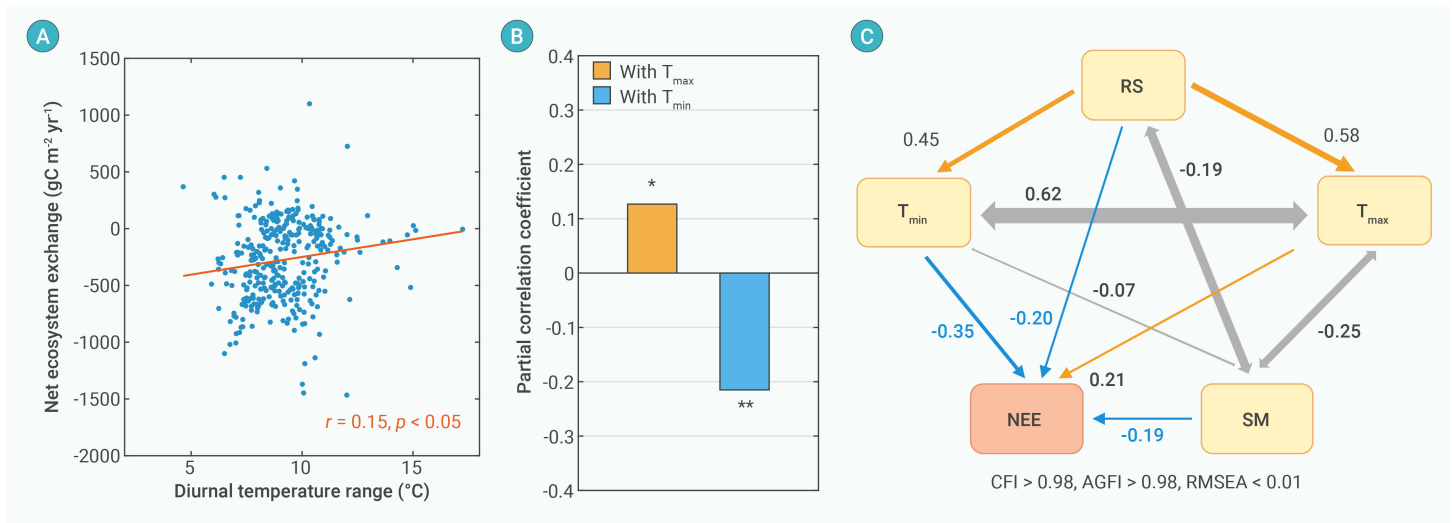 A
Net ecosystem exchange (gC m⁻² yr⁻¹)
1500
1000
500
0
-500
-1000
-1500
-2000
5
10
15
Diurnal temperature range (°C)
r = 0.15, p < 0.05
B
Partial correlation coefficient
0.4
0.3
0.2
0.1
0
-0.1
-0.2
-0.3
-0.4
With Tmax
With Tmin
*
**
C
RS
0.45
0.58
-0.19
Tmin
0.62
Tmax
-0.07
-0.35
-0.20
-0.25
0.21
NEE
-0.19
SM
CFI > 0.98, AGFI > 0.98, RMSEA < 0.01